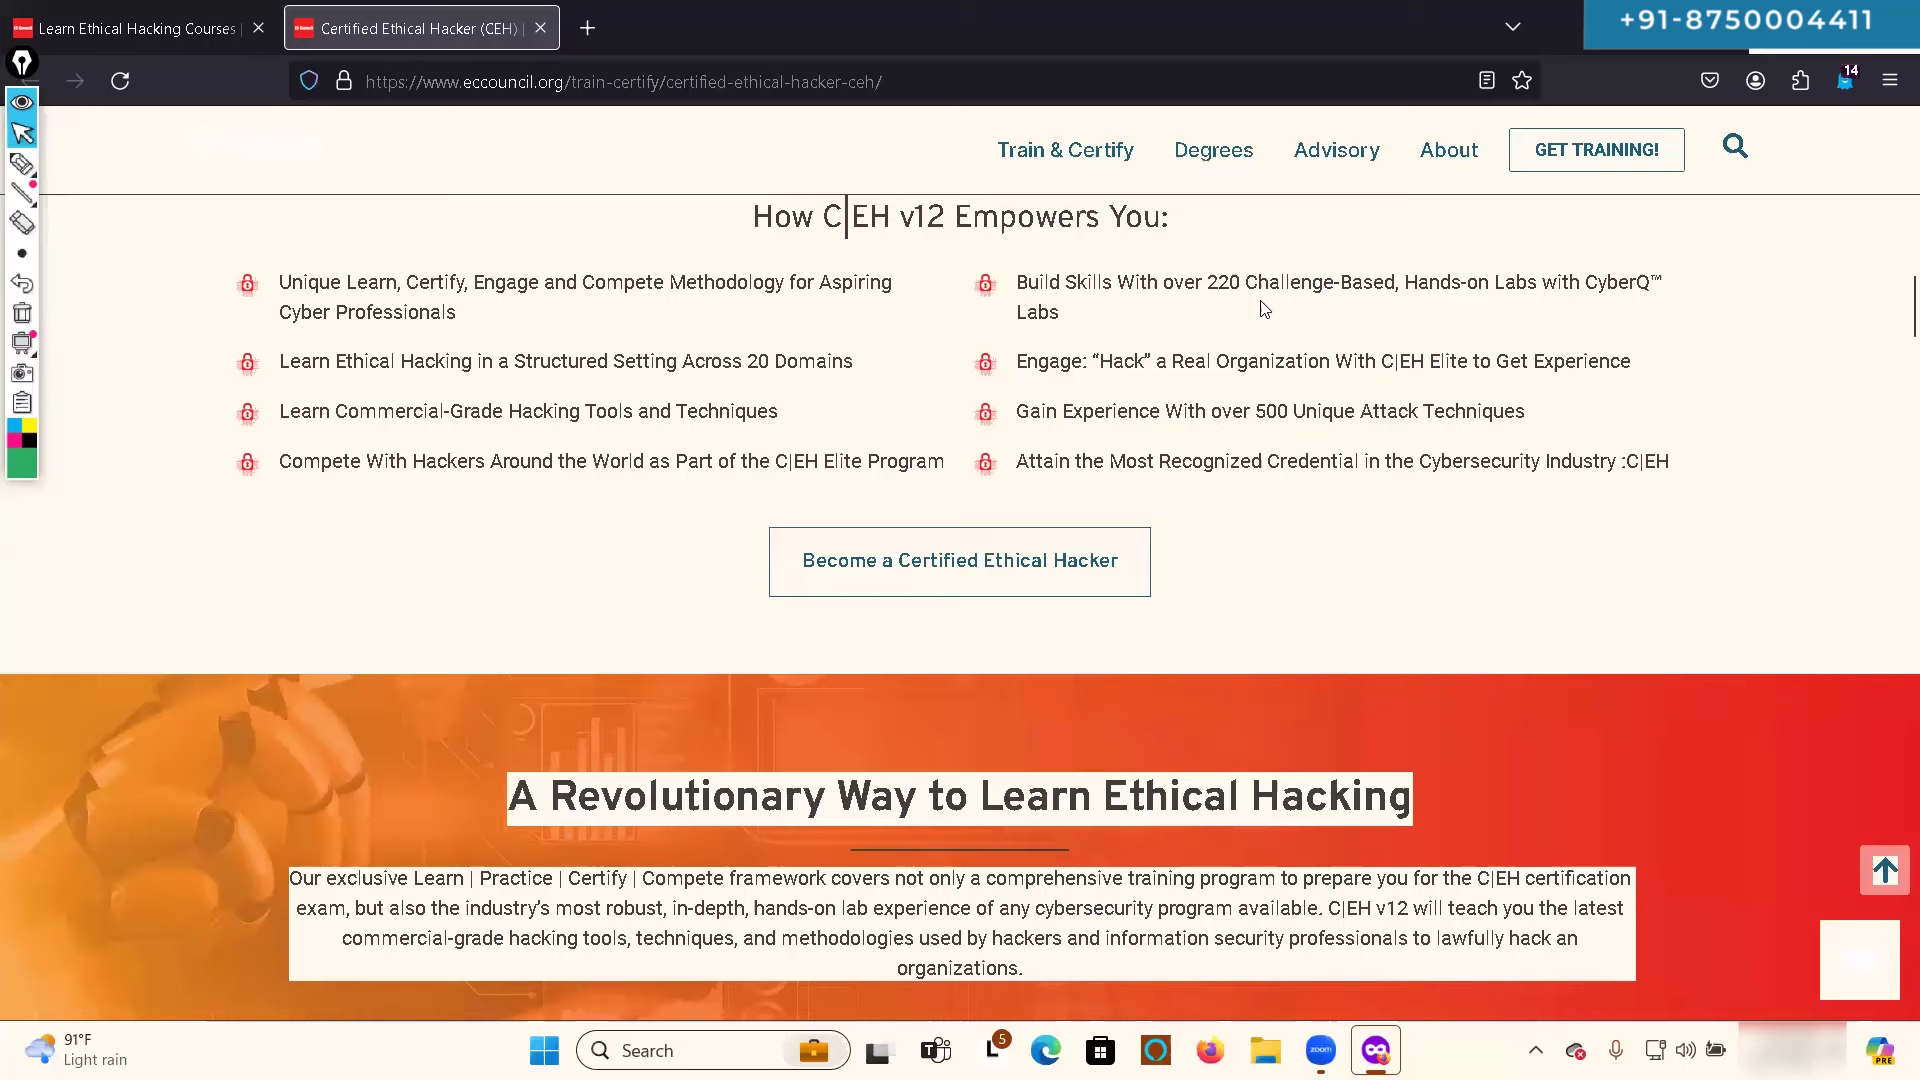 Learn Ethical Hacking Courses |
Certified Ethical Hacker (CEH) |
+91-8750004411
https://www.eccouncil.org/train-certify/certified-ethical-hacker-ceh/
14
Train & Certify
Degrees
Advisory
About
GET TRAINING!
How C|EH v12 Empowers You:
Unique Learn, Certify, Engage and Compete Methodology for Aspiring
Cyber Professionals
Learn Ethical Hacking in a Structured Setting Across 20 Domains
Learn Commercial-Grade Hacking Tools and Techniques
Compete With Hackers Around the World as Part of the C|EH Elite Program
Build Skills With over 220 Challenge-Based, Hands-on Labs with CyberQ™
Labs
Engage: “Hack” a Real Organization With C|EH Elite to Get Experience
Gain Experience With over 500 Unique Attack Techniques
Attain the Most Recognized Credential in the Cybersecurity Industry :C|EH
Become a Certified Ethical Hacker
A Revolutionary Way to Learn Ethical Hacking
Our exclusive Learn | Practice | Certify | Compete framework covers not only a comprehensive training program to prepare you for the C|EH certification
exam, but also the industry’s most robust, in-depth, hands-on lab experience of any cybersecurity program available. C|EH v12 will teach you the latest
commercial-grade hacking tools, techniques, and methodologies used by hackers and information security professionals to lawfully hack an
organizations.
91°F
Light rain
Search
L
5
zoom
PRE